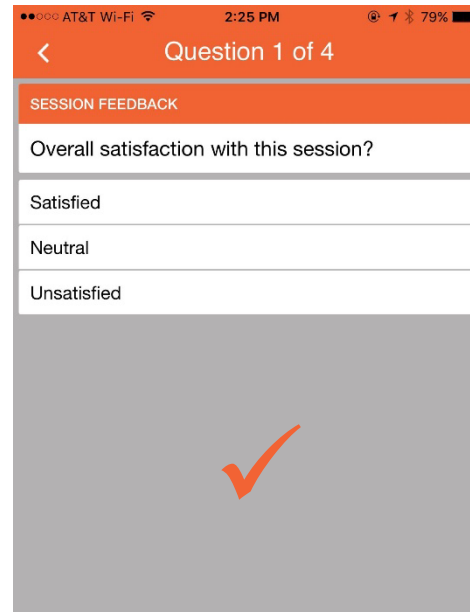 AT&T Wi-Fi 2:25 PM 79%
Question 1 of 4
SESSION FEEDBACK
Overall satisfaction with this session?
Satisfied
Neutral
Unsatisfied